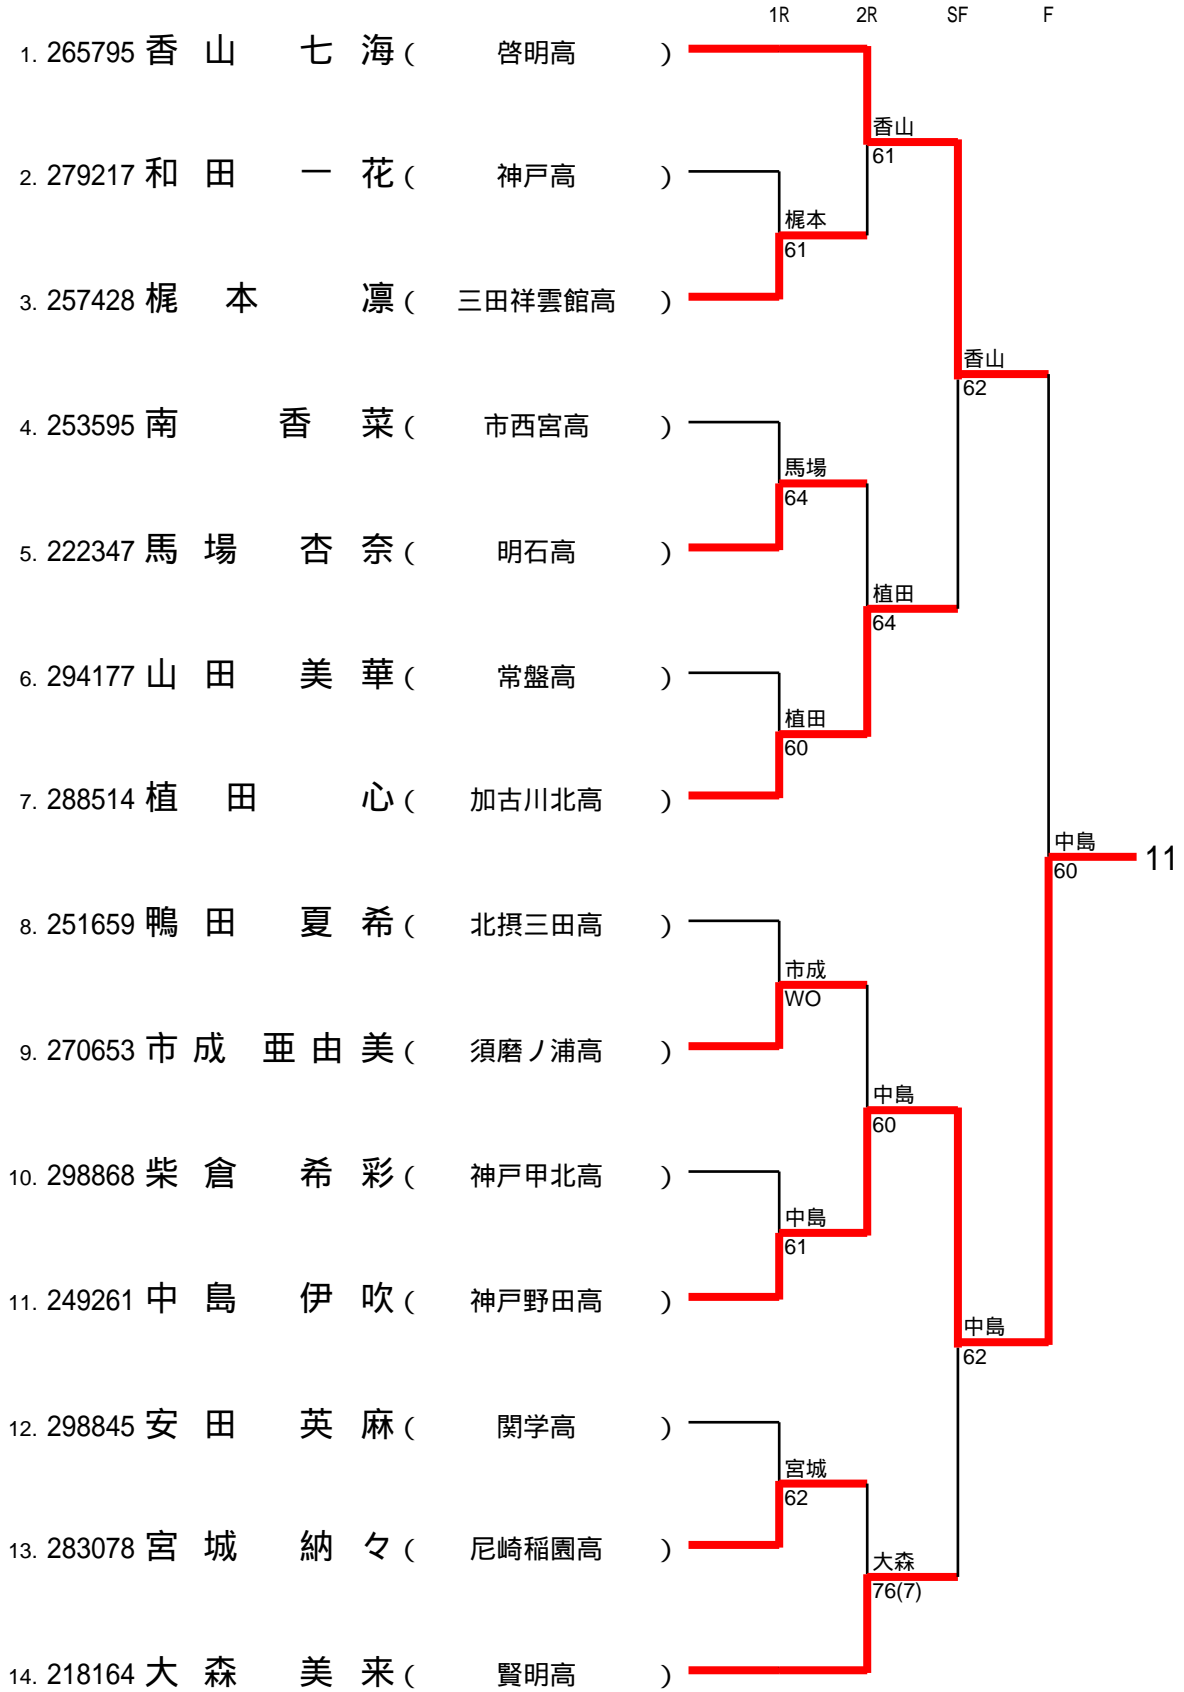 1R 2R SF F
1. 265795 香山 七海 ( 啓明高 )
香山
61
2. 279217 和田 一花 ( 神戸高 )
梶本
61
3. 257428 梶本 凛 ( 三田祥雲館高 )
香山
62
4. 253595 南 香菜 ( 市西宮高 )
馬場
64
5. 222347 馬場 杏奈 ( 明石高 )
植田
64
6. 294177 山田 美華 ( 常盤高 )
植田
60
7. 288514 植田 心 ( 加古川北高 )
中島
60
11
8. 251659 鴨田 夏希 ( 北摂三田高 )
市成
WO
9. 270653 市成 亜由美 ( 須磨ノ浦高 )
中島
60
10. 298868 柴倉 希彩 ( 神戸甲北高 )
中島
61
11. 249261 中島 伊吹 ( 神戸野田高 )
中島
62
12. 298845 安田 英麻 ( 関学高 )
宮城
62
13. 283078 宮城 納々 ( 尼崎稲園高 )
大森
76(7)
14. 218164 大森 美来 ( 賢明高 )